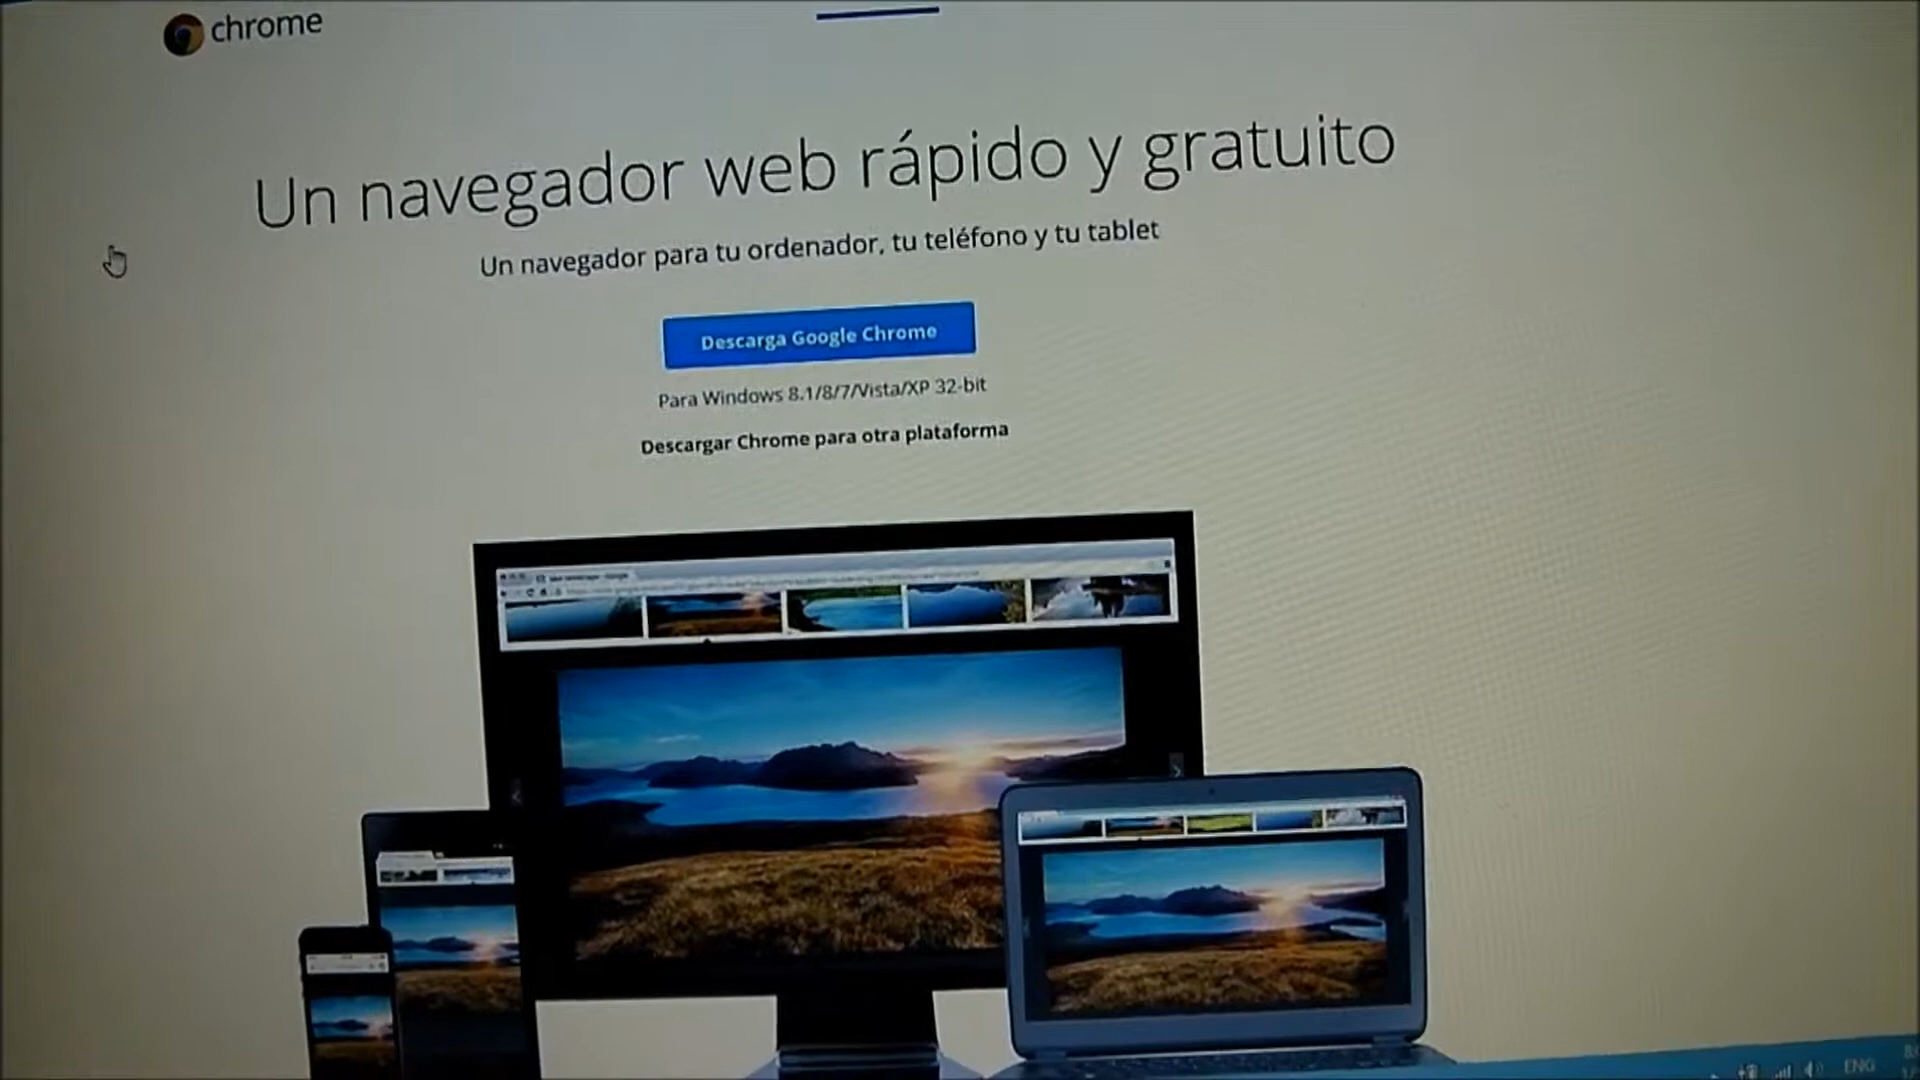 chrome
Un navegador web rápido y gratuito
Un navegador para tu ordenador, tu teléfono y tu tablet
Descarga Google Chrome
Para Windows 8.1/8/7/Vista/XP 32-bit
Descargar Chrome para otra plataforma
ENG